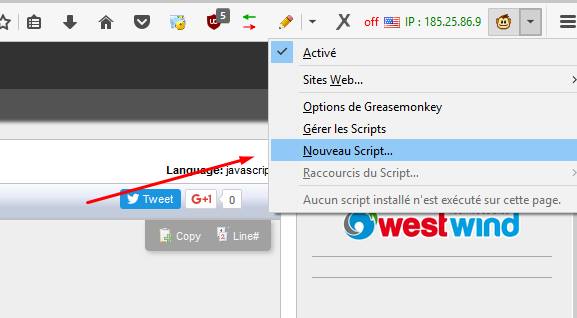 5
off
IP : 185.25.86.9
Activé
Sites Web...
Options de Greasemonkey
Gérer les Scripts
Nouveau Script...
Raccourcis du Script...
Aucun script installé n'est exécuté sur cette page.
Language: javascrip
Tweet
G+1
0
Copy
Line#
westwind